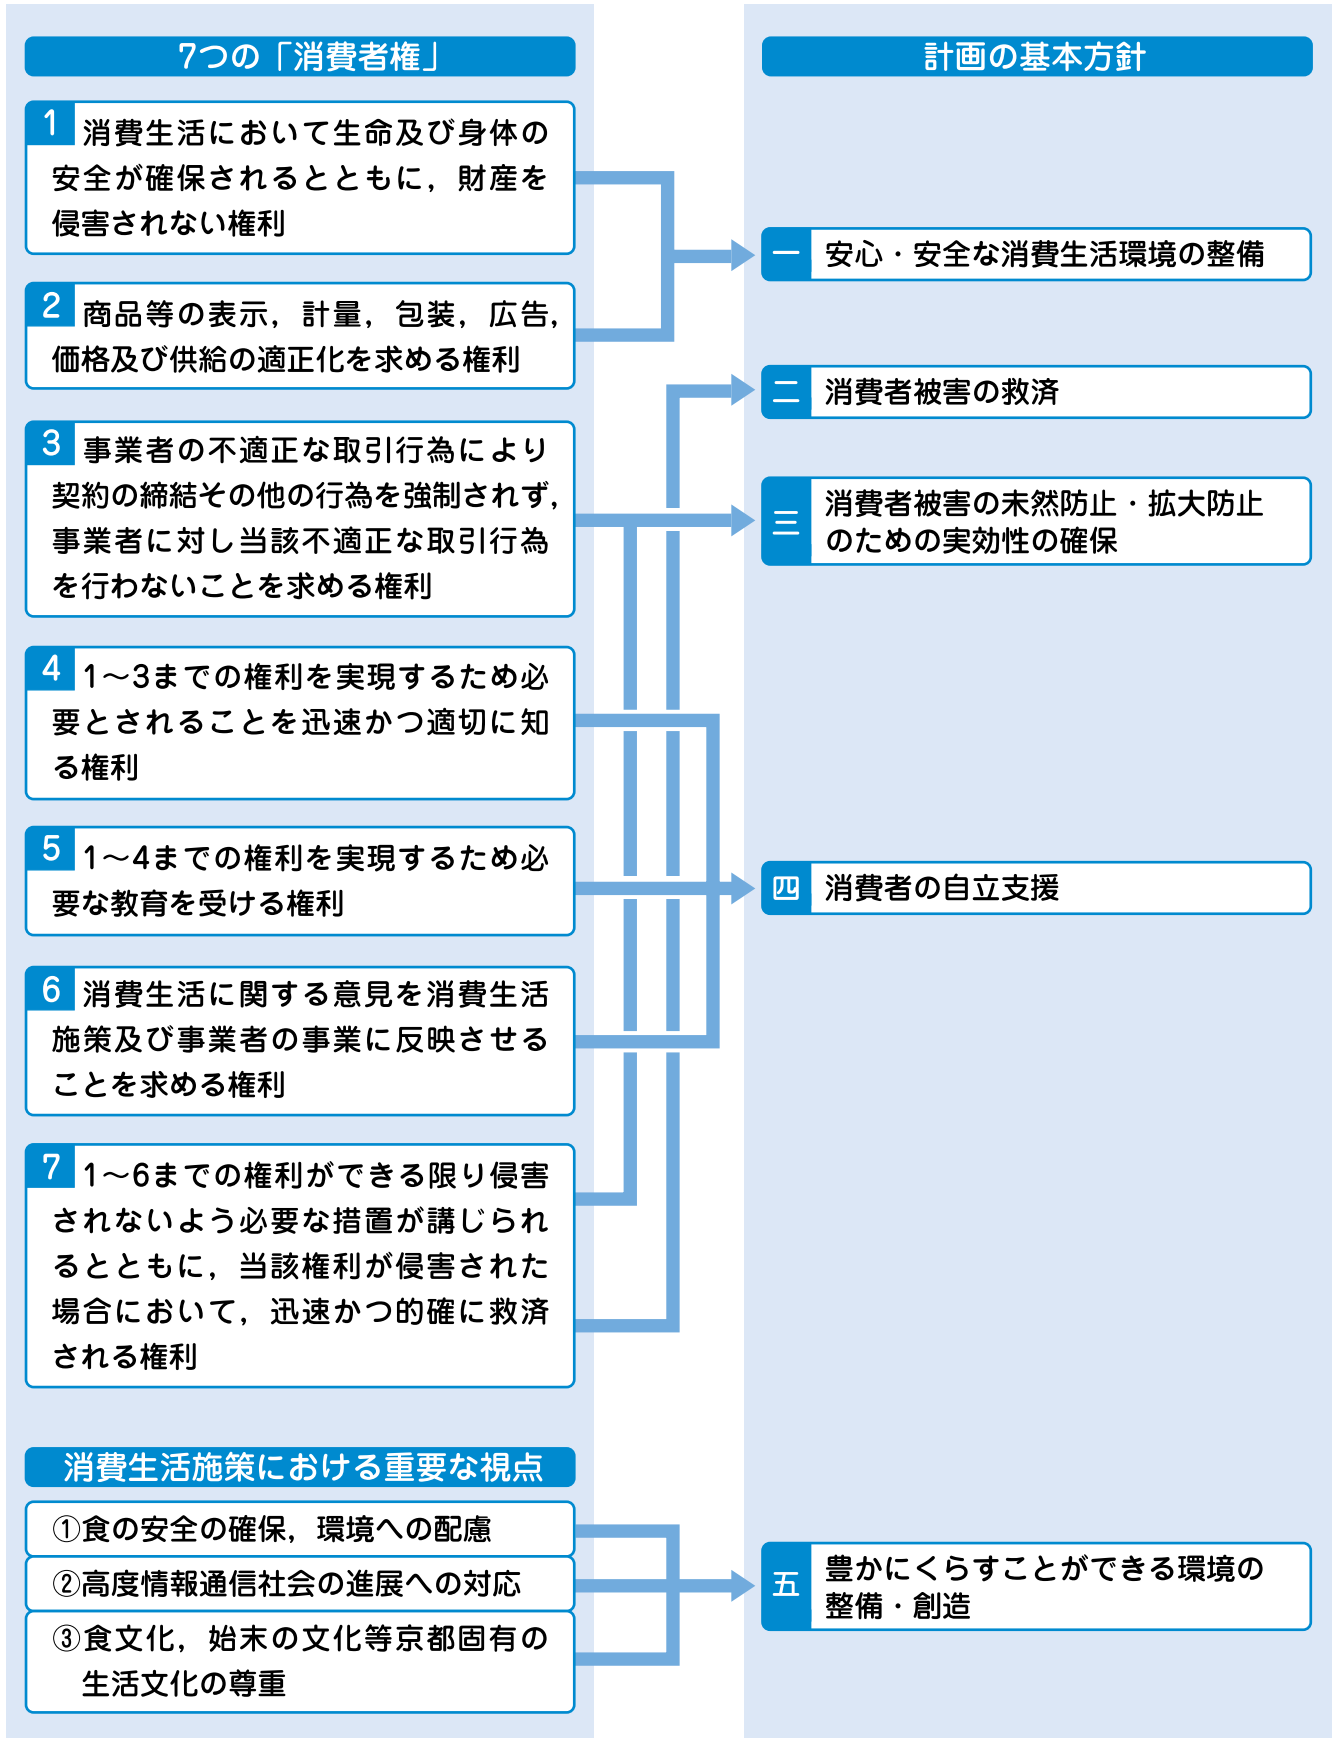 7つの「消費者権」
1 消費生活において生命及び身体の
安全が確保されるとともに，財産を
侵害されない権利
2 商品等の表示，計量，包装，広告，
価格及び供給の適正化を求める権利
3 事業者の不適正な取引行為により
契約の締結その他の行為を強制されず，
事業者に対し当該不適正な取引行為
を行わないことを求める権利
4 1～3までの権利を実現するため必
要とされることを迅速かつ適切に知
る権利
5 1～4までの権利を実現するため必
要な教育を受ける権利
6 消費生活に関する意見を消費生活
施策及び事業者の事業に反映させる
ことを求める権利
7 1～6までの権利ができる限り侵害
されないよう必要な措置が講じられ
るとともに，当該権利が侵害された
場合において，迅速かつ的確に救済
される権利
消費生活施策における重要な視点
①食の安全の確保，環境への配慮
②高度情報通信社会の進展への対応
③食文化，始末の文化等京都固有の
生活文化の尊重
計画の基本方針
一 安心・安全な消費生活環境の整備
二 消費者被害の救済
三 消費者被害の未然防止・拡大防止
のための実効性の確保
四 消費者の自立支援
五 豊かにくらすことができる環境の
整備・創造